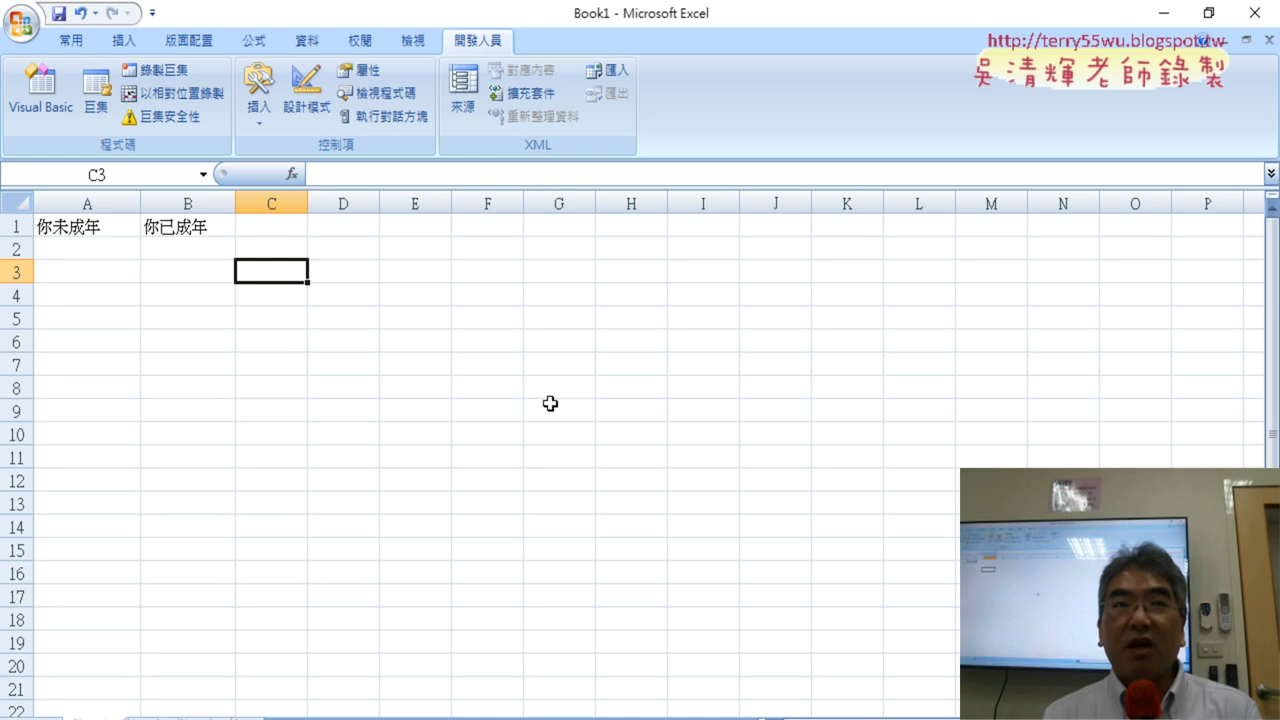 Book1 - Microsoft Excel
常用 插入 版面配置 公式 資料 校閱 檢視 開發人員
http://terry55wu.blogspot.tw
吳清輝老師錄製
Visual Basic 巨集 錄製巨集 以相對位置錄製 巨集安全性
插入 設計模式 屬性 檢視程式碼 執行對話方塊
來源 對應內容 擴充套件 重新整理資料 匯入 匯出
程式碼 控制項 XML
C3 fx
A B C D E F G H I J K L M N O P
1 你未成年 你已成年
2
3
4
5
6
7
8
9
10
11
12
13
14
15
16
17
18
19
20
21
22